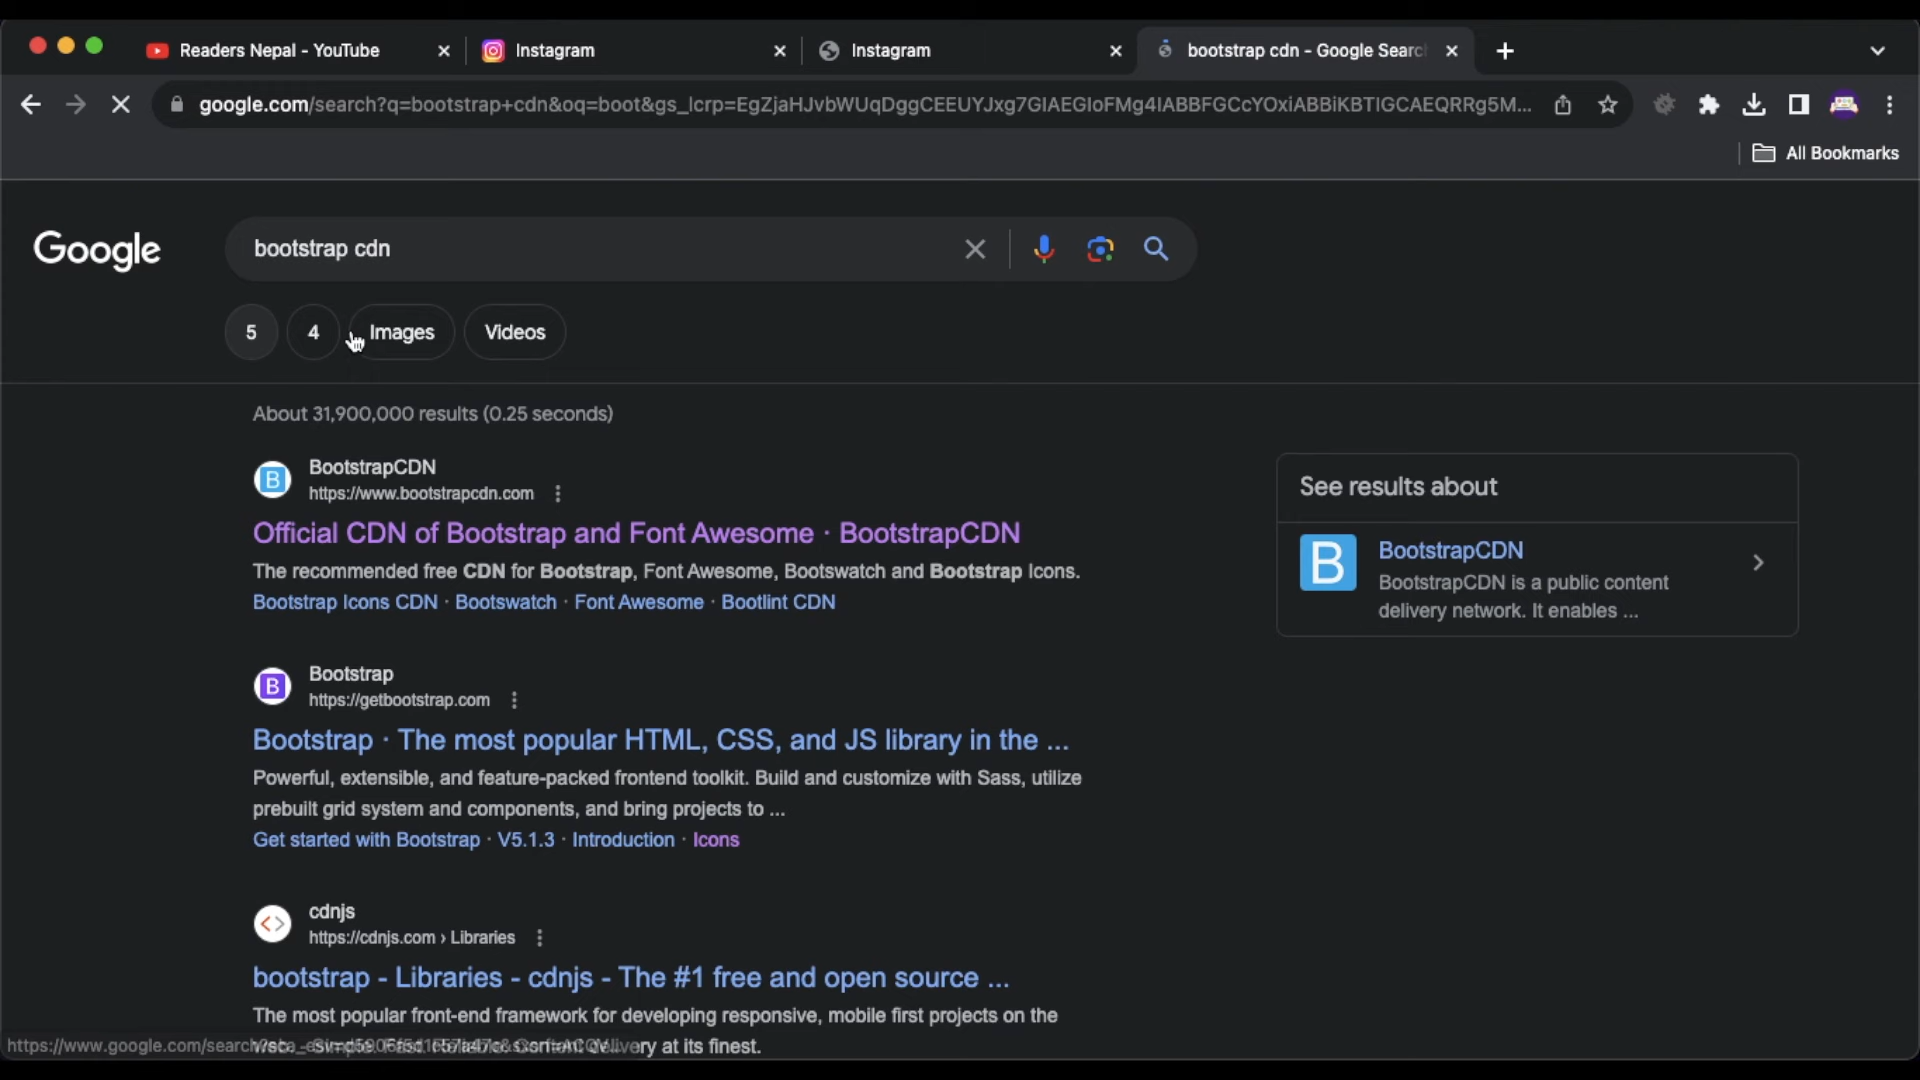 Readers Nepal - YouTube
Instagram
Instagram
bootstrap cdn - Google Searc
google.com/search?q=bootstrap+cdn&oq=boot&gs_lcrp=EgZjaHJvbWUqDggCEEUYJxg7GIAEGIoFMg4IABBFGCcYOxiABBiKBTIGCAEQRRg5M...
All Bookmarks
Google
bootstrap cdn
5
4
Images
Videos
About 31,900,000 results (0.25 seconds)
BootstrapCDN
https://www.bootstrapcdn.com
Official CDN of Bootstrap and Font Awesome · BootstrapCDN
The recommended free CDN for Bootstrap, Font Awesome, Bootswatch and Bootstrap Icons.
Bootstrap Icons CDN · Bootswatch · Font Awesome · Bootlint CDN
See results about
B
BootstrapCDN
BootstrapCDN is a public content
delivery network. It enables ...
B
Bootstrap
https://getbootstrap.com
Bootstrap · The most popular HTML, CSS, and JS library in the ...
Powerful, extensible, and feature-packed frontend toolkit. Build and customize with Sass, utilize
prebuilt grid system and components, and bring projects to ...
Get started with Bootstrap · V5.1.3 · Introduction · Icons
cdnjs
https://cdnjs.com › Libraries
bootstrap - Libraries - cdnjs - The #1 free and open source ...
The most popular front-end framework for developing responsive, mobile first projects on the
https://www.google.com/search
ry at its finest.